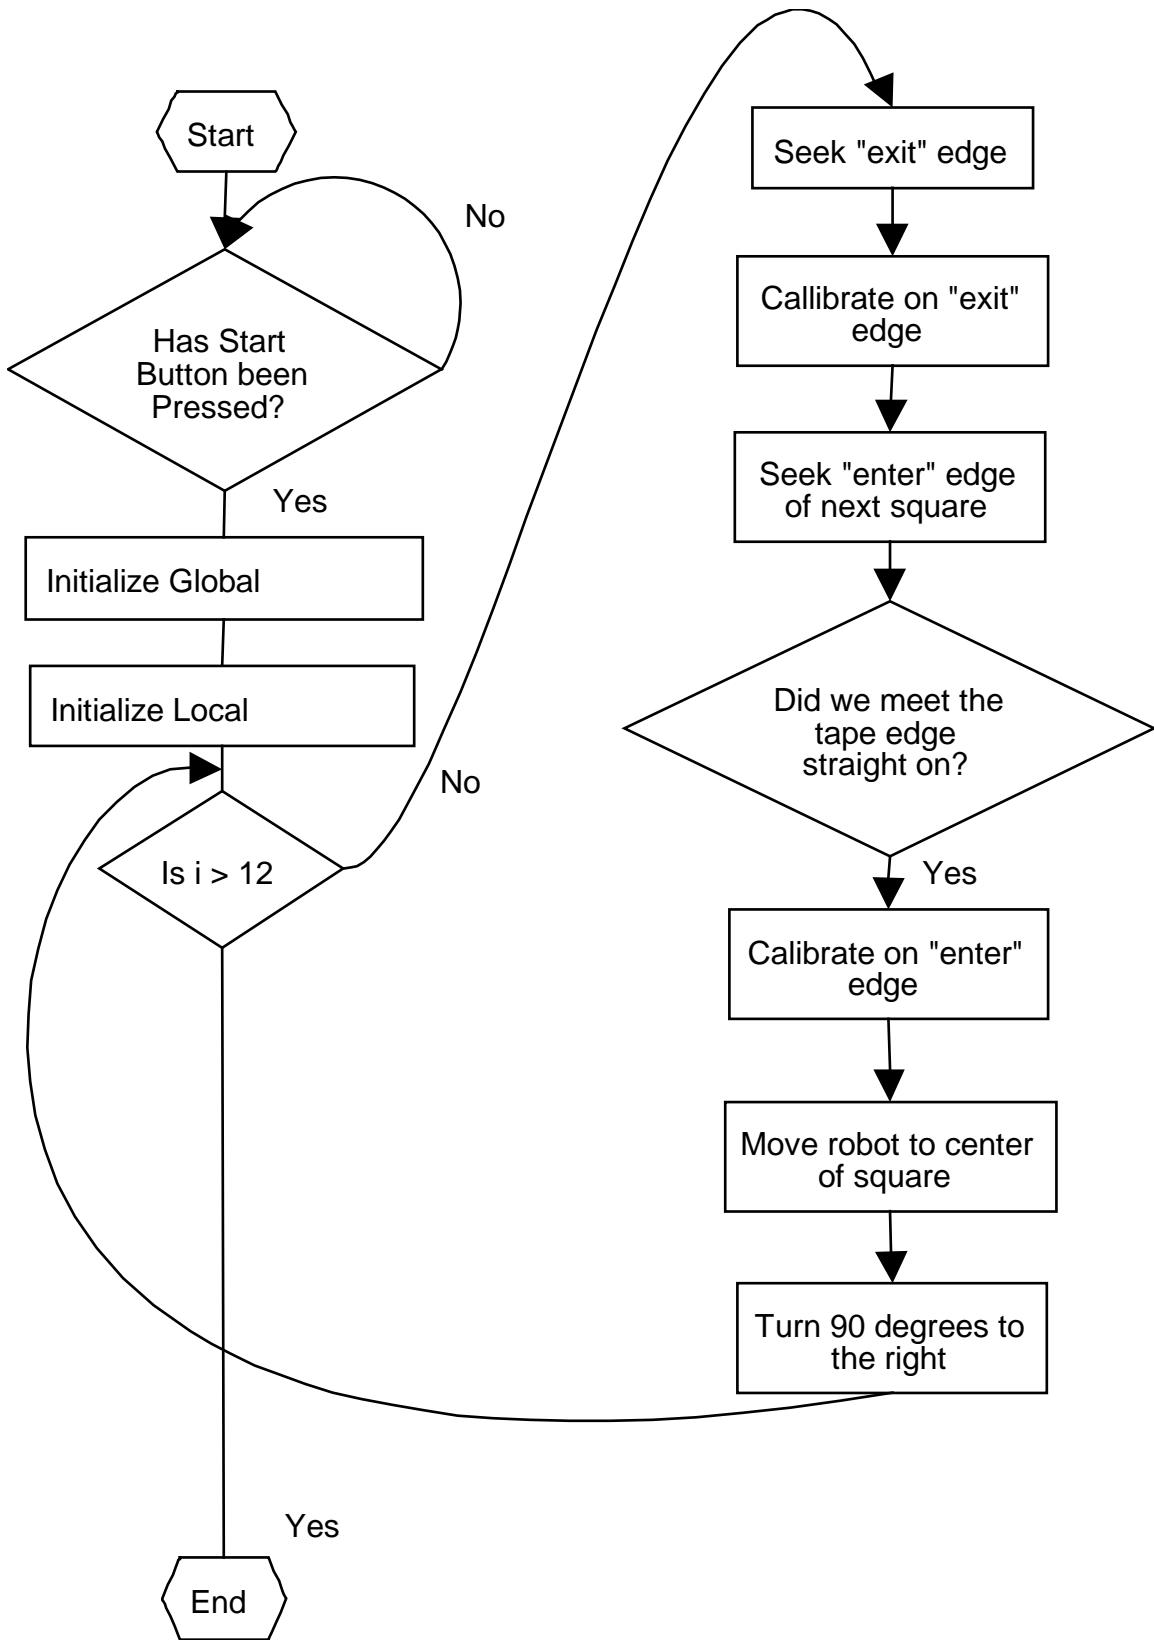 Start
No
Has Start
Button been
Pressed?
Yes
Initialize Global
Initialize Local
No
Is i > 12
Yes
End
Seek "exit" edge
Callibrate on "exit"
edge
Seek "enter" edge
of next square
Did we meet the
tape edge
straight on?
Yes
Calibrate on "enter"
edge
Move robot to center
of square
Turn 90 degrees to
the right